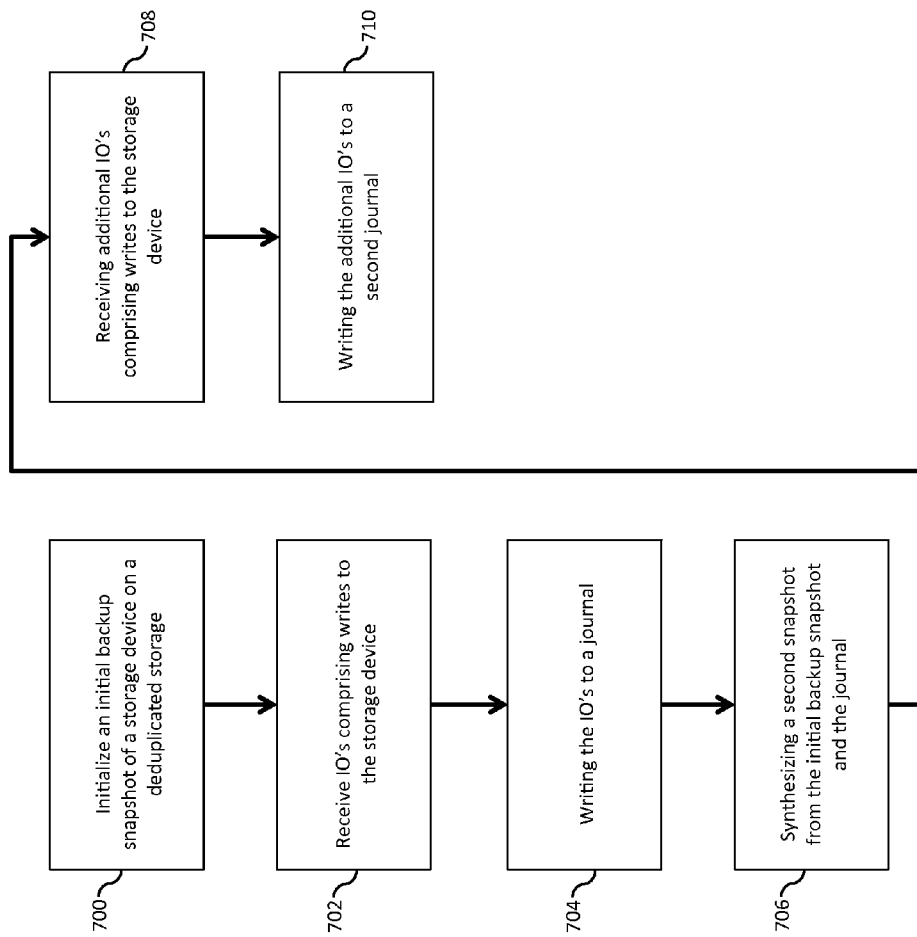 700
Initialize an initial backup
snapshot of a storage device on a
deduplicated storage
702
Receive IO's comprising writes to
the storage device
704
Writing the IO's to a journal
706
Synthesizing a second snapshot
from the initial backup snapshot
and the journal
708
Receiving additional IO's
comprising writes to the storage
device
710
Writing the additional IO's to a
second journal